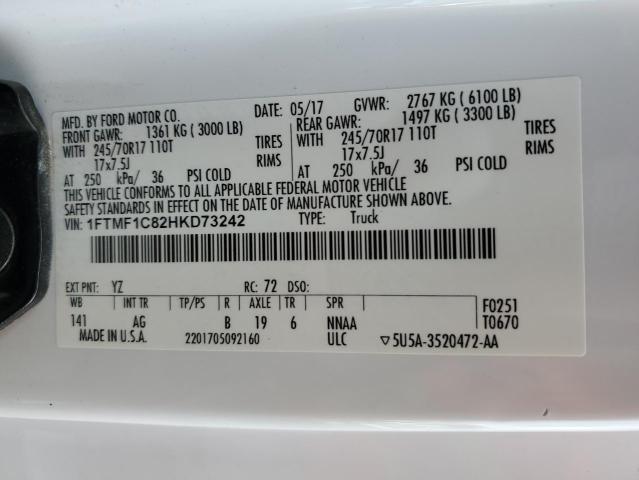 MFD. BY FORD MOTOR CO. DATE: 05/17 GVWR: 2767 KG ( 6100 LB)
FRONT GAWR: 1361 KG ( 3000 LB) REAR GAWR: 1497 KG ( 3300 LB)
WITH 245/70R17 110T TIRES WITH 245/70R17 110T TIRES
17x7.5J RIMS 17x7.5J RIMS
AT 250 kPa/ 36 PSI COLD AT 250 kPa/ 36 PSI COLD
THIS VEHICLE CONFORMS TO ALL APPLICABLE FEDERAL MOTOR VEHICLE
SAFETY STANDARDS IN EFFECT ON THE DATE OF MANUFACTURE SHOWN ABOVE.
VIN: 1FTMF1C82HKD73242 TYPE: Truck
EXT PNT: YZ RC: 72 DSO:
WB INT TR TP/PS R AXLE TR SPR F0251
141 AG B 19 6 NNAA T0670
MADE IN U.S.A. 2201705092160 ULC ▽5U5A-3520472-AA